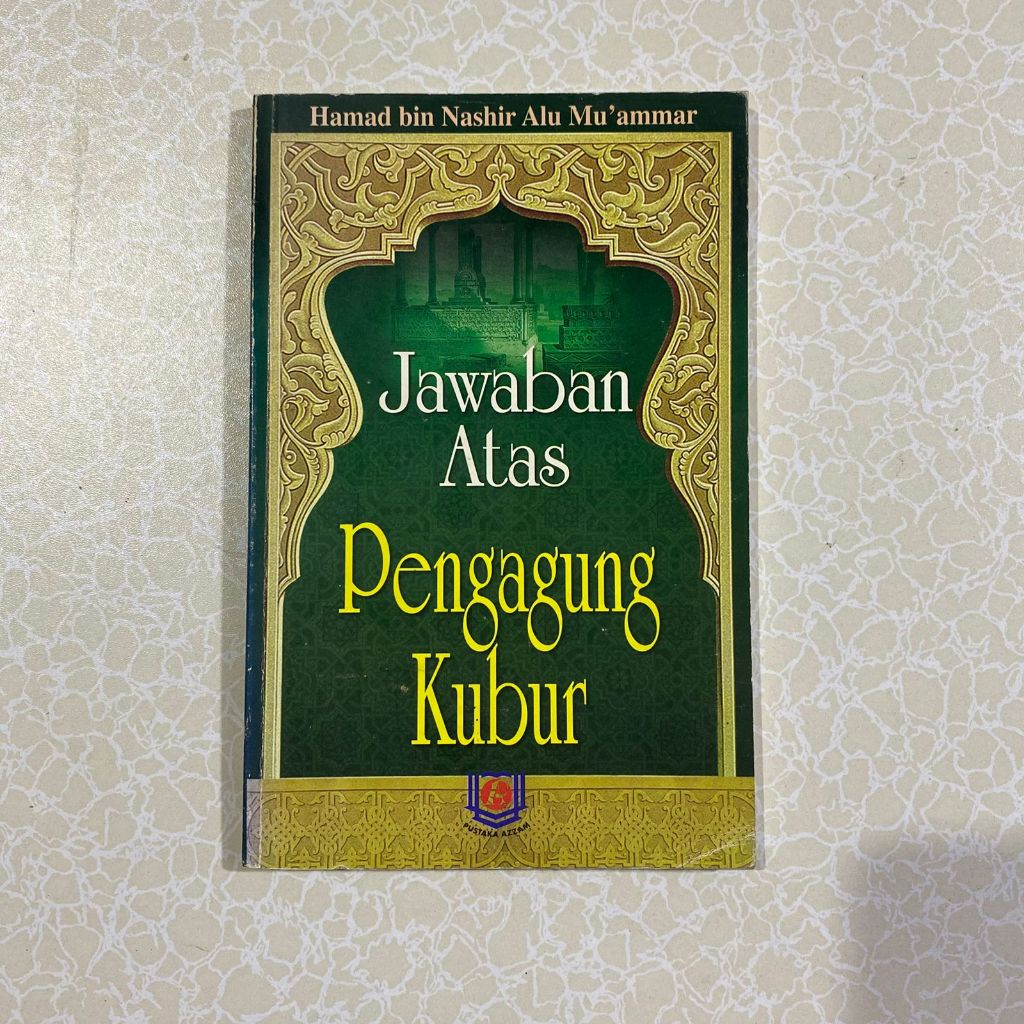 Hamad bin Nashir Alu Mu'ammar
Jawaban
Atas
Pengagung
Kubur
PUSTAKA AZZAM